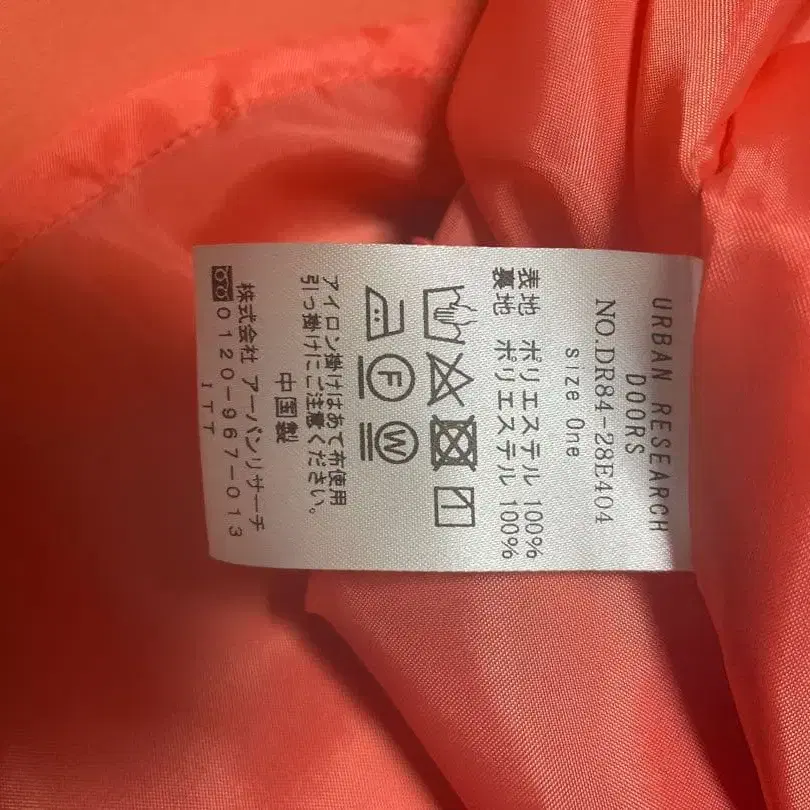 URBAN RESEARCH
DOORS
NO.DR84-28E404
Size One
表地 ポリエステル 100%
裏地 ポリエステル 100%
F
W
アイロン掛けはあて布使用
引っ掛けにご注意ください。
中国製
株式会社 アーバンリサーチ
0120-967-013
ITT